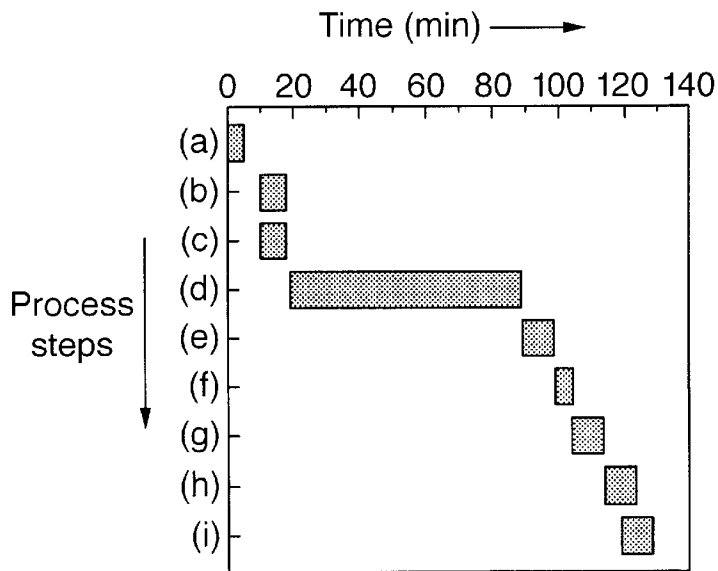 Time (min)
0 20 40 60 80 100 120 140
(a)
(b)
(c)
(d)
(e)
(f)
(g)
(h)
(i)
Process
steps